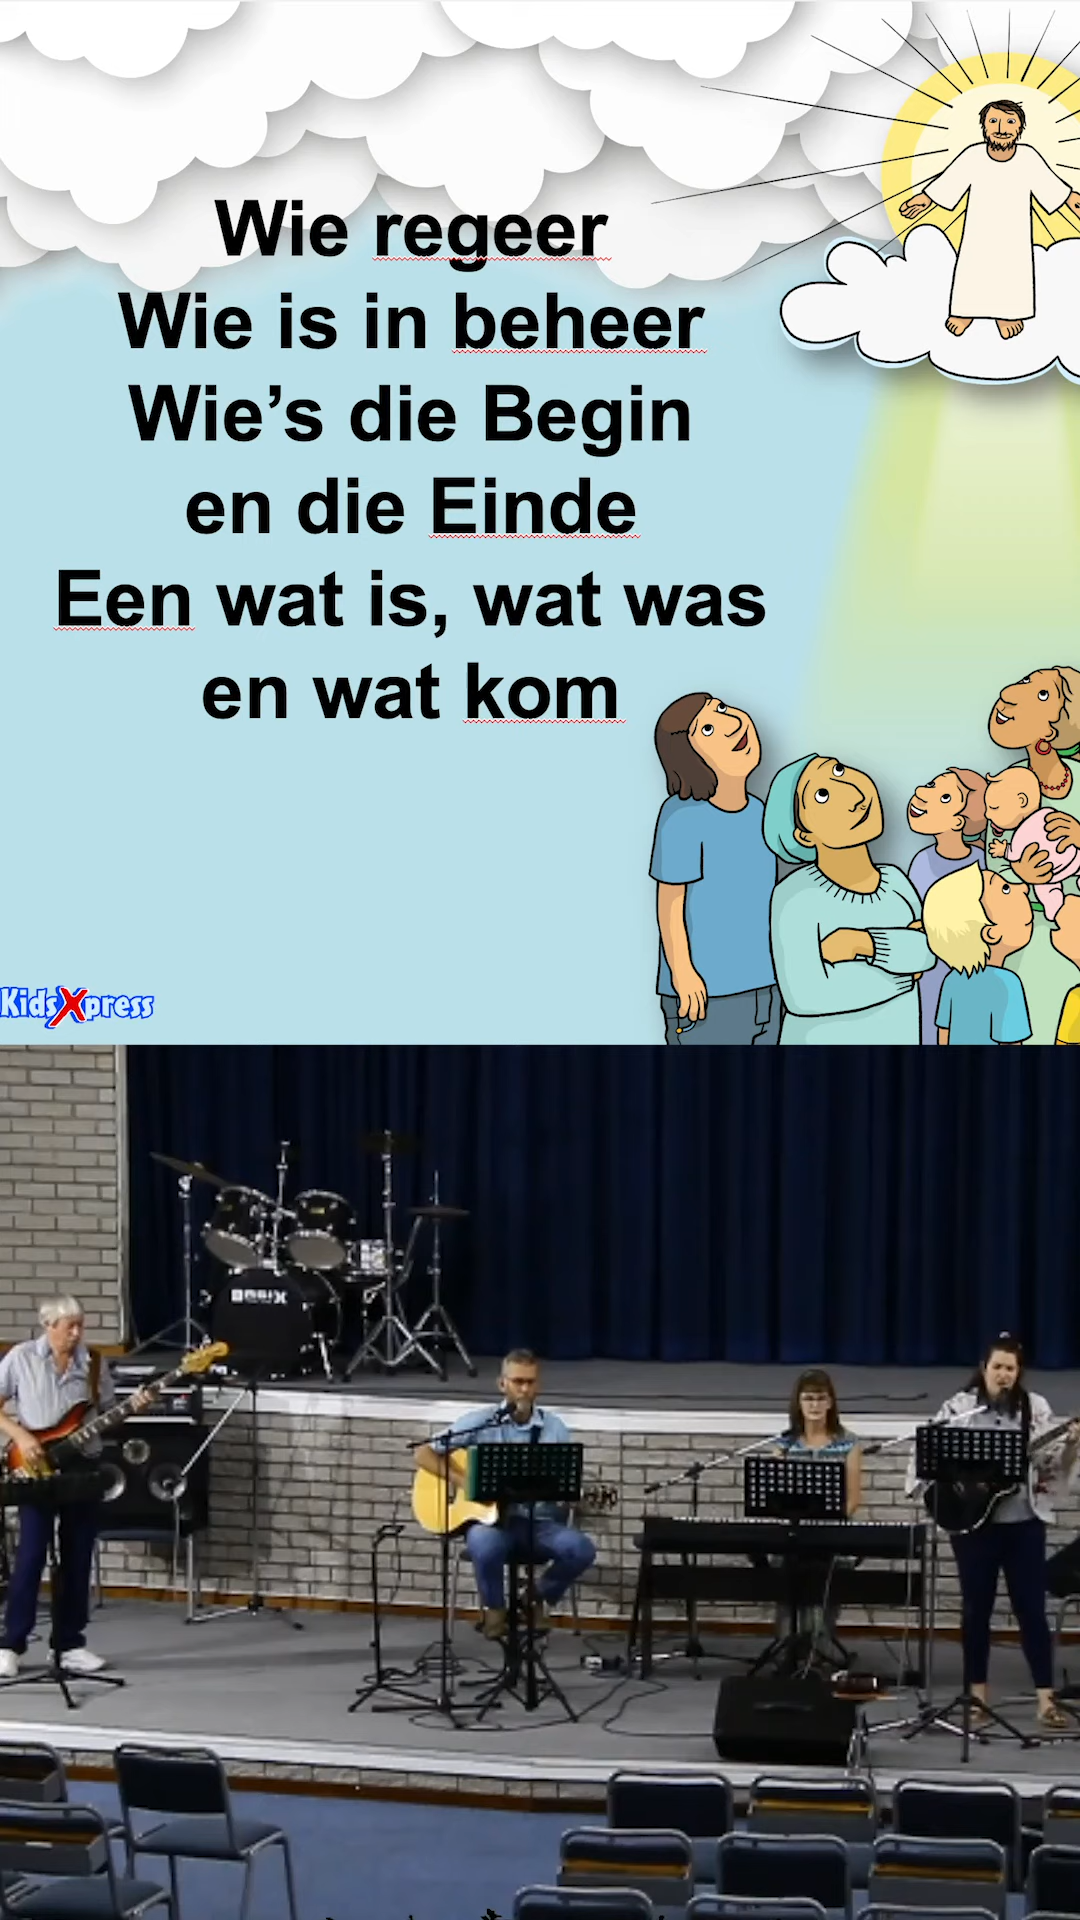 Wie regeer
Wie is in beheer
Wie’s die Begin
en die Einde
Een wat is, wat was
en wat kom
KidsXpress